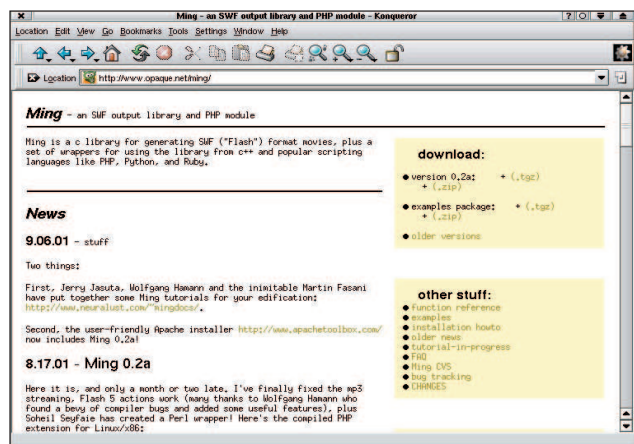 Ming - an SWF output library and PHP module - Konqueror
Location Edit View Go Bookmarks Tools Settings Window Help
Location http://www.opaque.net/ming/
Ming - an SWF output library and PHP module
Ming is a c library for generating SWF ("Flash") format movies, plus a
set of wrappers for using the library from c++ and popular scripting
languages like PHP, Python, and Ruby.
News
9.06.01 - stuff
Two things:
First, Jerry Jasuta, Wolfgang Hamann and the inimitable Martin Fasani
have put together some Ming tutorials for your edification:
http://www.neuralust.com/~mingdocs/.
Second, the user-friendly Apache installer http://www.apachetoolbox.com/
now includes Ming 0.2a!
8.17.01 - Ming 0.2a
Here it is, and only a month or two late. I've finally fixed the mp3
streaming, Flash 5 actions work (many thanks to Wolfgang Hamann who
found a bevy of compiler bugs and added some useful features), plus
Soheil Seyfaie has created a Perl wrapper! Here's the compiled PHP
extension for Linux/x86:
download:
version 0.2a: + (.tgz)
+ (.zip)
examples package: + (.tgz)
+ (.zip)
older versions
other stuff:
function reference
examples
installation howto
older news
tutorial-in-progress
FAQ
Ming CVS
bug tracking
CHANGES